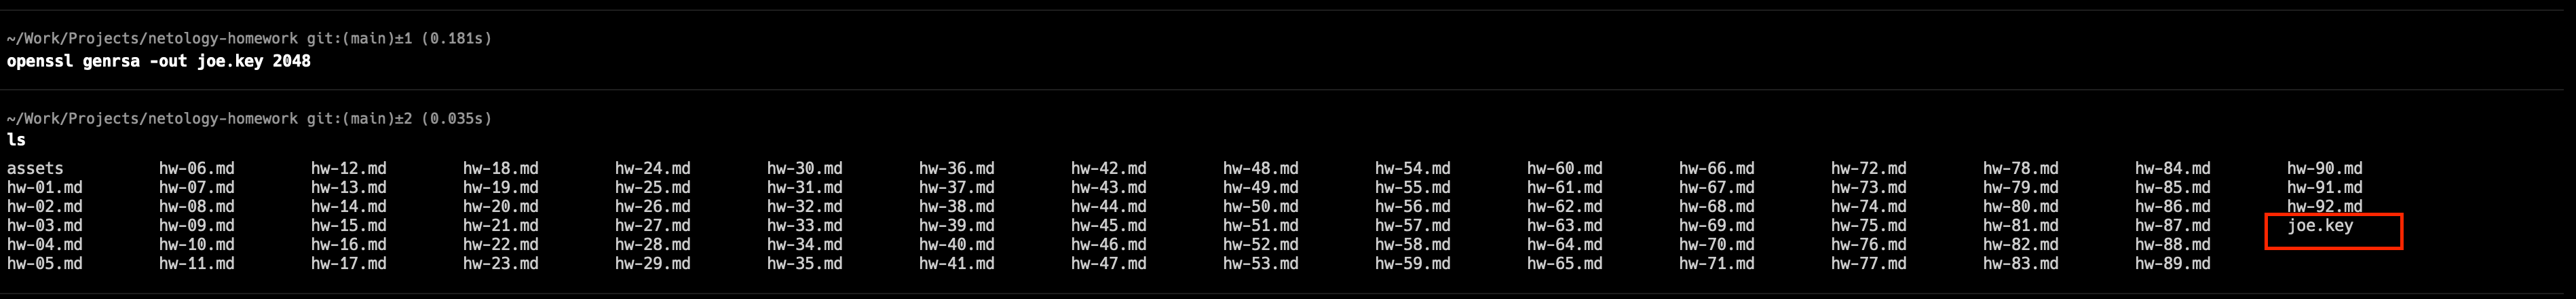 ~/Work/Projects/netology-homework git:(main)±1 (0.181s)
openssl genrsa -out joe.key 2048
~/Work/Projects/netology-homework git:(main)±2 (0.035s)
ls
assets hw-06.md hw-12.md hw-18.md hw-24.md hw-30.md hw-36.md hw-42.md hw-48.md hw-54.md hw-60.md hw-66.md hw-72.md hw-78.md hw-84.md hw-90.md
hw-01.md hw-07.md hw-13.md hw-19.md hw-25.md hw-31.md hw-37.md hw-43.md hw-49.md hw-55.md hw-61.md hw-67.md hw-73.md hw-79.md hw-85.md hw-91.md
hw-02.md hw-08.md hw-14.md hw-20.md hw-26.md hw-32.md hw-38.md hw-44.md hw-50.md hw-56.md hw-62.md hw-68.md hw-74.md hw-80.md hw-86.md hw-92.md
hw-03.md hw-09.md hw-15.md hw-21.md hw-27.md hw-33.md hw-39.md hw-45.md hw-51.md hw-57.md hw-63.md hw-69.md hw-75.md hw-81.md hw-87.md joe.key
hw-04.md hw-10.md hw-16.md hw-22.md hw-28.md hw-34.md hw-40.md hw-46.md hw-52.md hw-58.md hw-64.md hw-70.md hw-76.md hw-82.md hw-88.md
hw-05.md hw-11.md hw-17.md hw-23.md hw-29.md hw-35.md hw-41.md hw-47.md hw-53.md hw-59.md hw-65.md hw-71.md hw-77.md hw-83.md hw-89.md